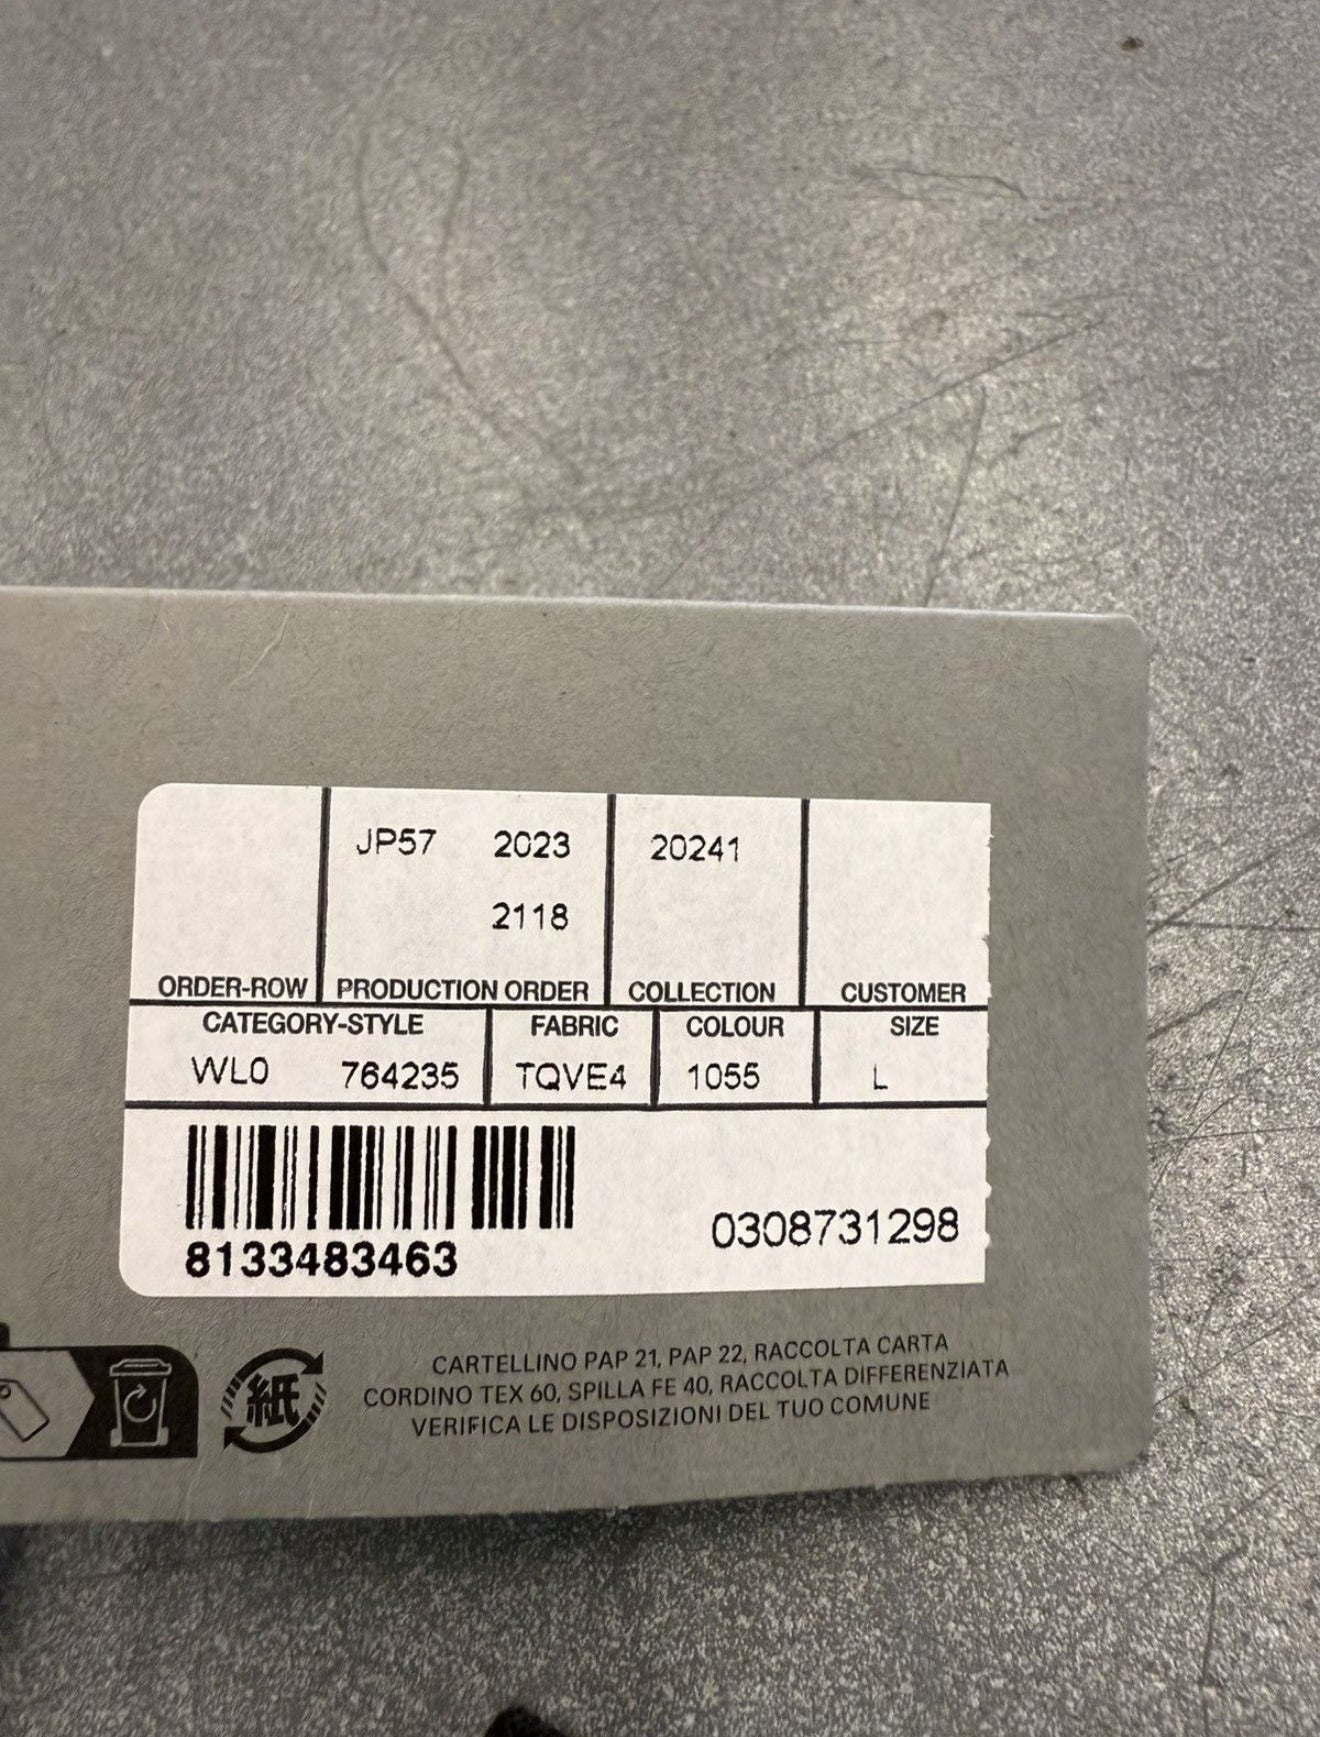 JP57 2023 20241
2118
ORDER-ROW PRODUCTION ORDER COLLECTION CUSTOMER
CATEGORY-STYLE FABRIC COLOUR SIZE
WL0 764235 TQVE4 1055 L
8133483463
0308731298
紙
CARTELLINO PAP 21, PAP 22, RACCOLTA CARTA
CORDINO TEX 60, SPILLA FE 40, RACCOLTA DIFFERENZIATA
VERIFICA LE DISPOSIZIONI DEL TUO COMUNE